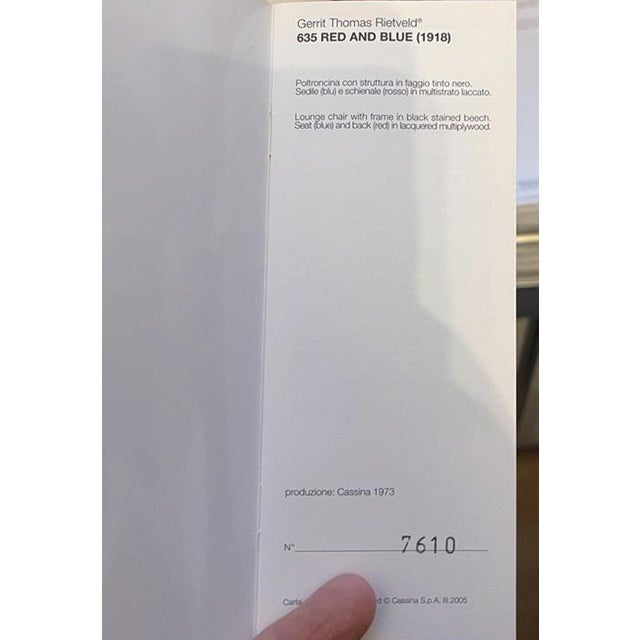 Gerrit Thomas Rietveld®
635 RED AND BLUE (1918)
Poltroncina con struttura in faggio tinto nero.
Sedile (blu) e schienale (rosso) in multistrato laccato.
Lounge chair with frame in black stained beech.
Seat (blue) and back (red) in lacquered multiplywood.
produzione: Cassina 1973
N° 7610
Carta © Cassina S.p.A. III.2005